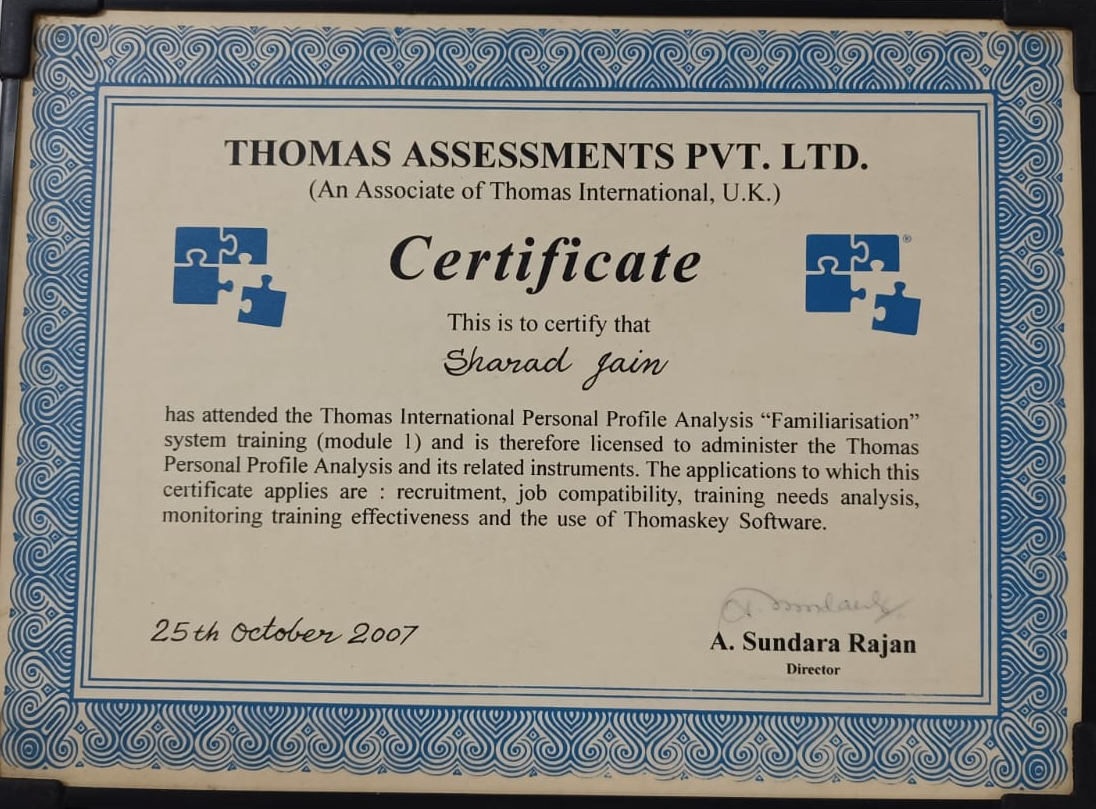 THOMAS ASSESSMENTS PVT. LTD.
(An Associate of Thomas International, U.K.)
Certificate
®
This is to certify that
Sharad Jain
has attended the Thomas International Personal Profile Analysis “Familiarisation”
system training (module 1) and is therefore licensed to administer the Thomas
Personal Profile Analysis and its related instruments. The applications to which this
certificate applies are : recruitment, job compatibility, training needs analysis,
monitoring training effectiveness and the use of Thomaskey Software.
25th October 2007
A. Sundara Rajan
Director